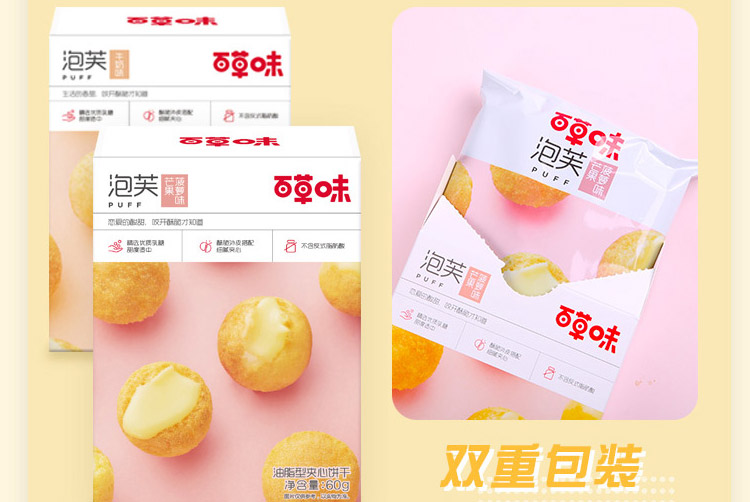 百草味
泡芙
牛奶味
PUFF
百草味
生活的香甜,咬开酥脆才知道
精选优质乳糖
甜度适中
酥脆外皮搭配
细腻夹心
不含反式脂肪酸
百草味
泡芙
芒果
菠萝味
PUFF
百草味
恋爱的酸甜,咬开酥脆才知道
精选优质乳糖
甜度适中
酥脆外皮搭配
细腻夹心
不含反式脂肪酸
油脂型夹心饼干
净含量:60g
图片仅供参考,以实物为准
百草味
泡芙
芒果
菠萝味
PUFF
泡芙
芒果
菠萝味
PUFF
恋爱的酸甜,咬开酥脆才知道
百草味
精选优质乳糖
甜度适中
酥脆外皮搭配
细腻夹心
不含反式脂肪酸
双重包装